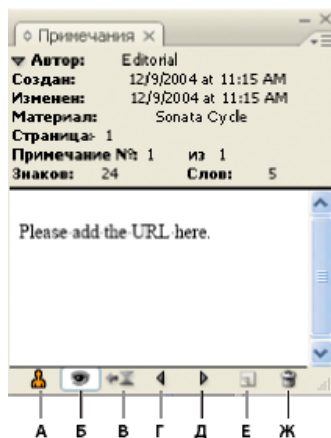 Примечания
Автор: Editorial
Создан: 12/9/2004 at 11:15 AM
Изменен: 12/9/2004 at 11:15 AM
Материал: Sonata Cycle
Страница: 1
Примечание №: 1 из 1
Знаков: 24 Слов: 5
Please add the URL here.
А Б В Г Д Е Ж